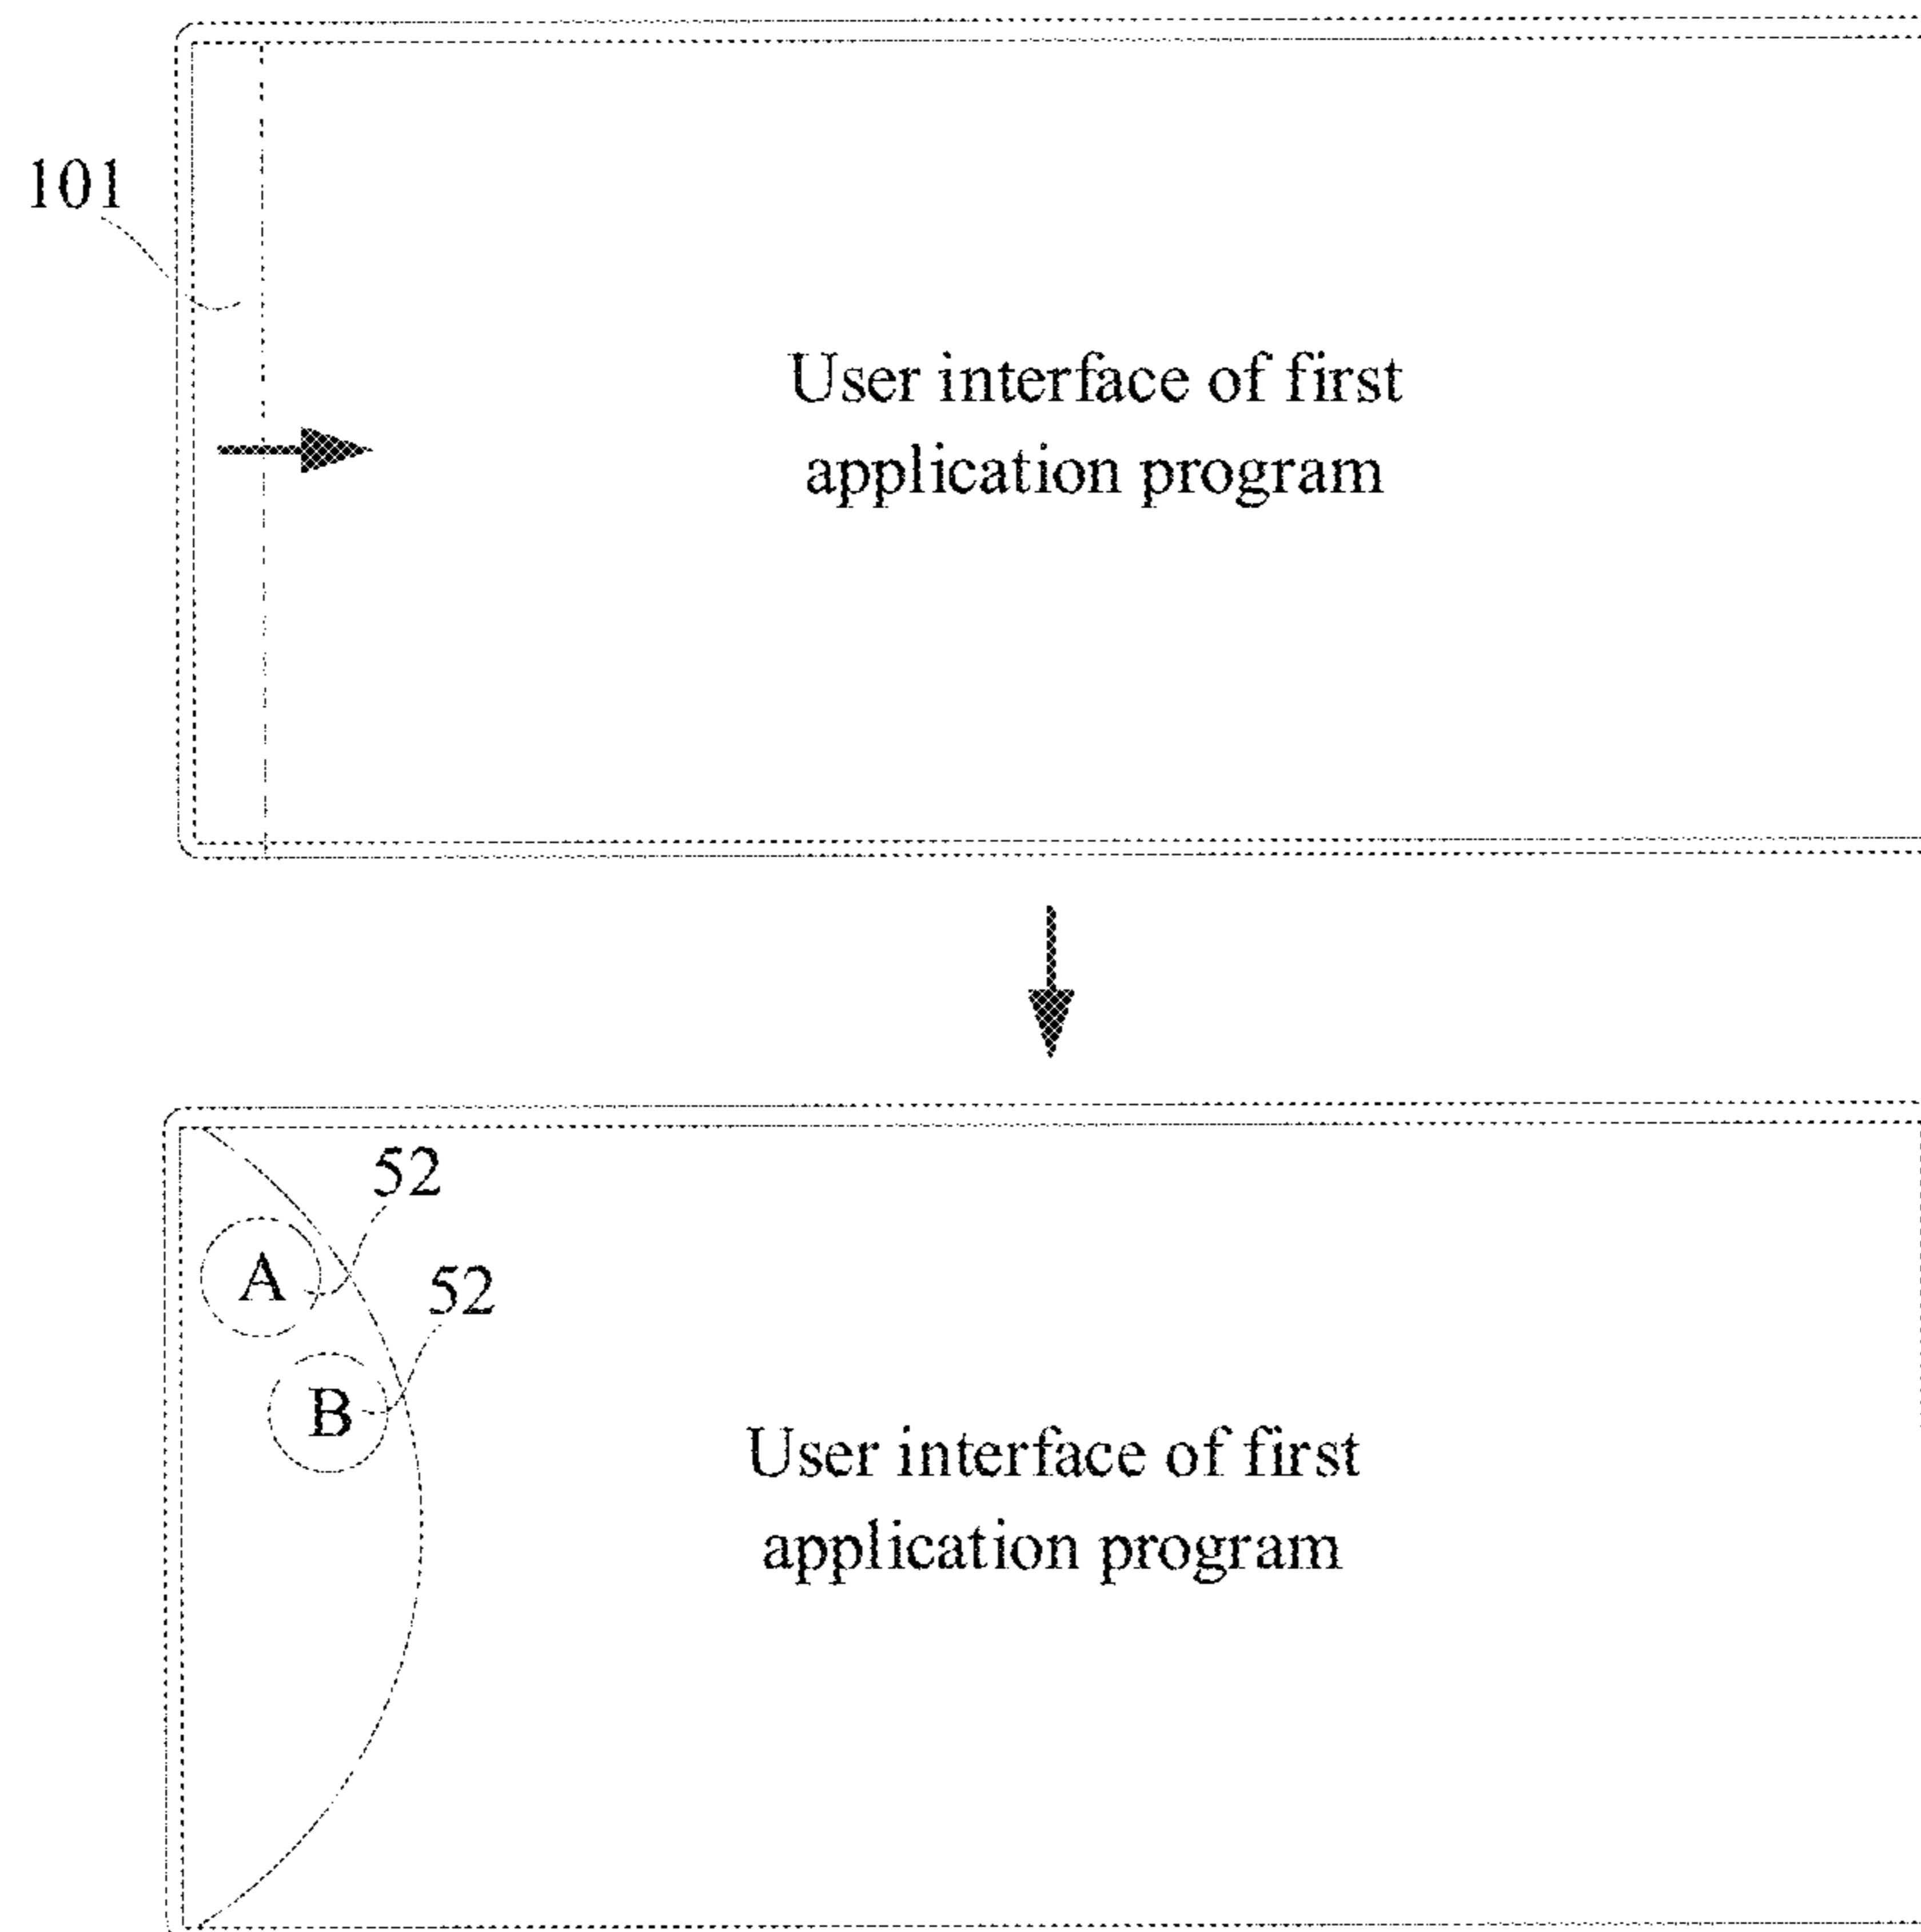 101
User interface of first
application program
52
A
52
B
User interface of first
application program